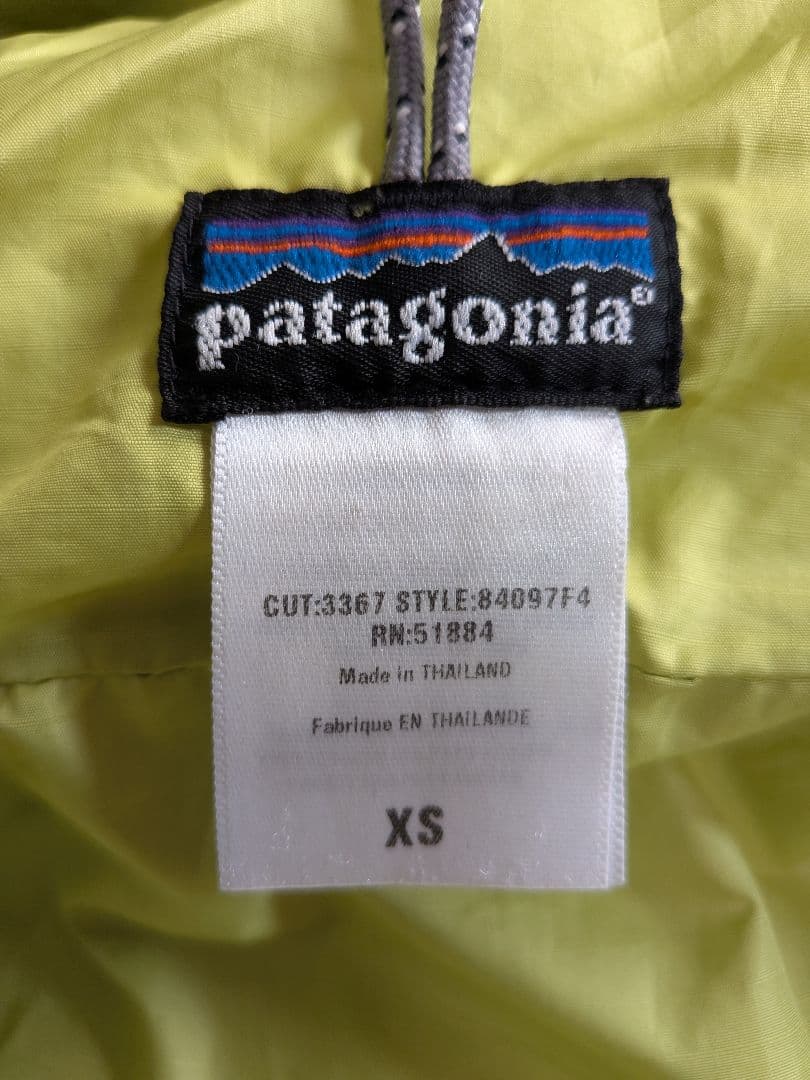 patagonia
CUT:3367 STYLE:84097F4
RN:51884
Made in THAILAND
Fabrique EN THAILANDE
XS